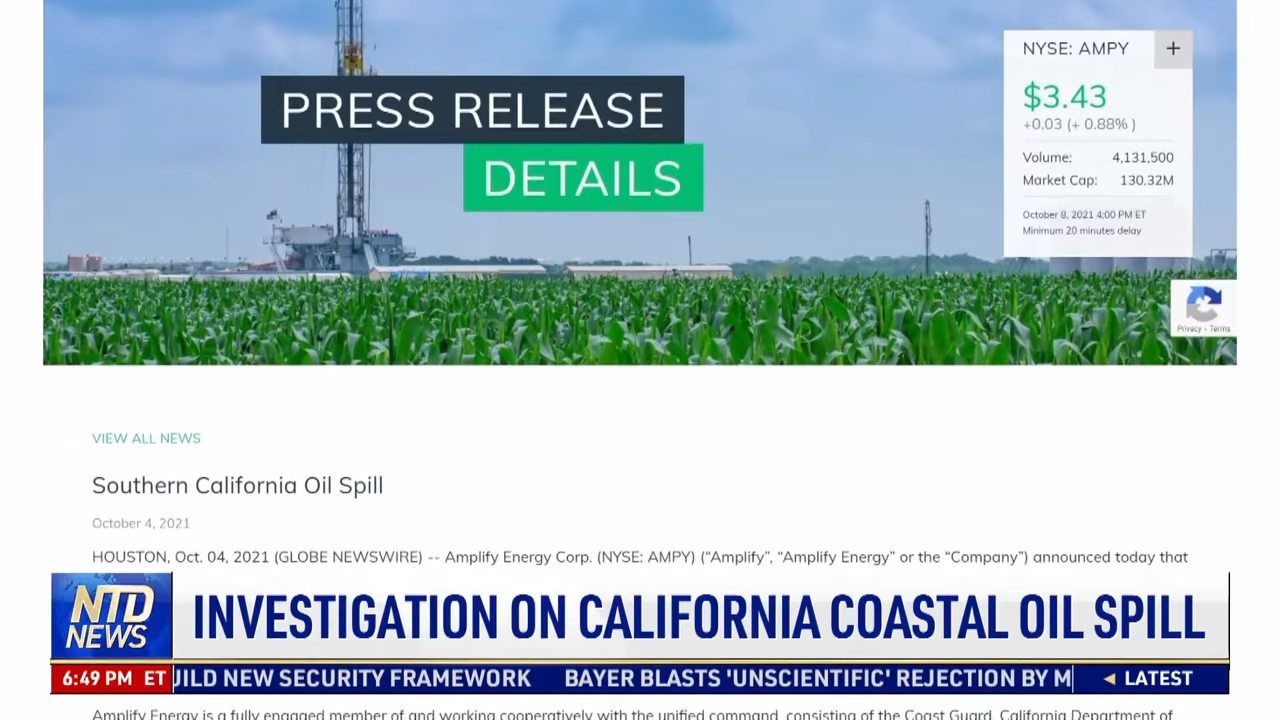 PRESS RELEASE
DETAILS
NYSE: AMPY +
$3.43
+0.03 (+ 0.88% )
Volume: 4,131,500
Market Cap: 130.32M
October 8, 2021 4:00 PM ET
Minimum 20 minutes delay
Privacy - Terms
VIEW ALL NEWS
Southern California Oil Spill
October 4, 2021
HOUSTON, Oct. 04, 2021 (GLOBE NEWSWIRE) -- Amplify Energy Corp. (NYSE: AMPY) (“Amplify”, “Amplify Energy” or the “Company”) announced today that
NTD
NEWS
INVESTIGATION ON CALIFORNIA COASTAL OIL SPILL
6:49 PM ET
UILD NEW SECURITY FRAMEWORK BAYER BLASTS 'UNSCIENTIFIC' REJECTION BY M
◄ LATEST
Amplify Energy is a fully engaged member of and working cooperatively with the unified command, consisting of the Coast Guard, California Department of